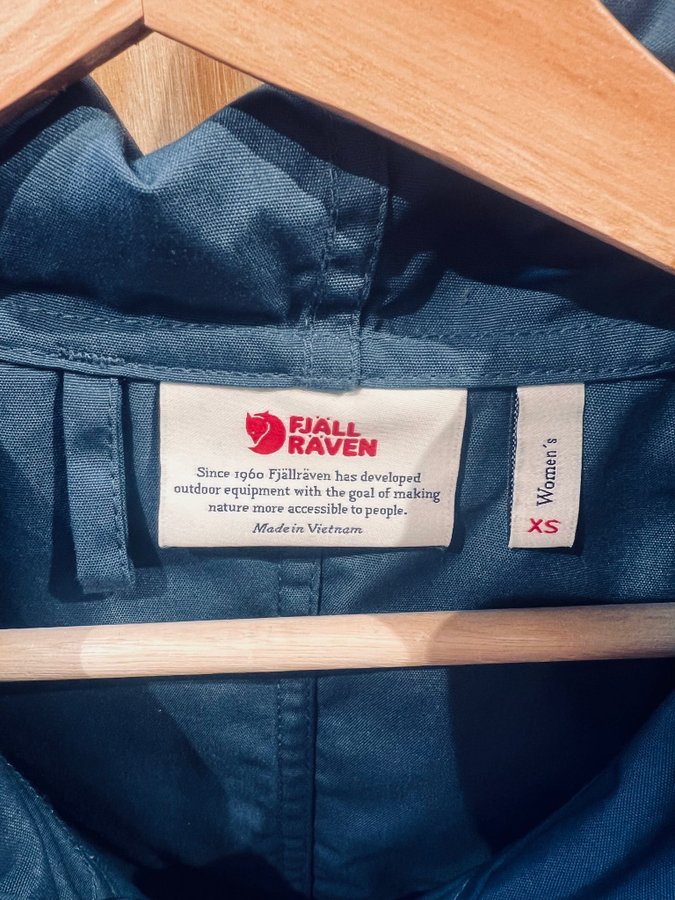 FJÄLL
RÄVEN
Since 1960 Fjällräven has developed
outdoor equipment with the goal of making
nature more accessible to people.
Made in Vietnam
Women´s
XS